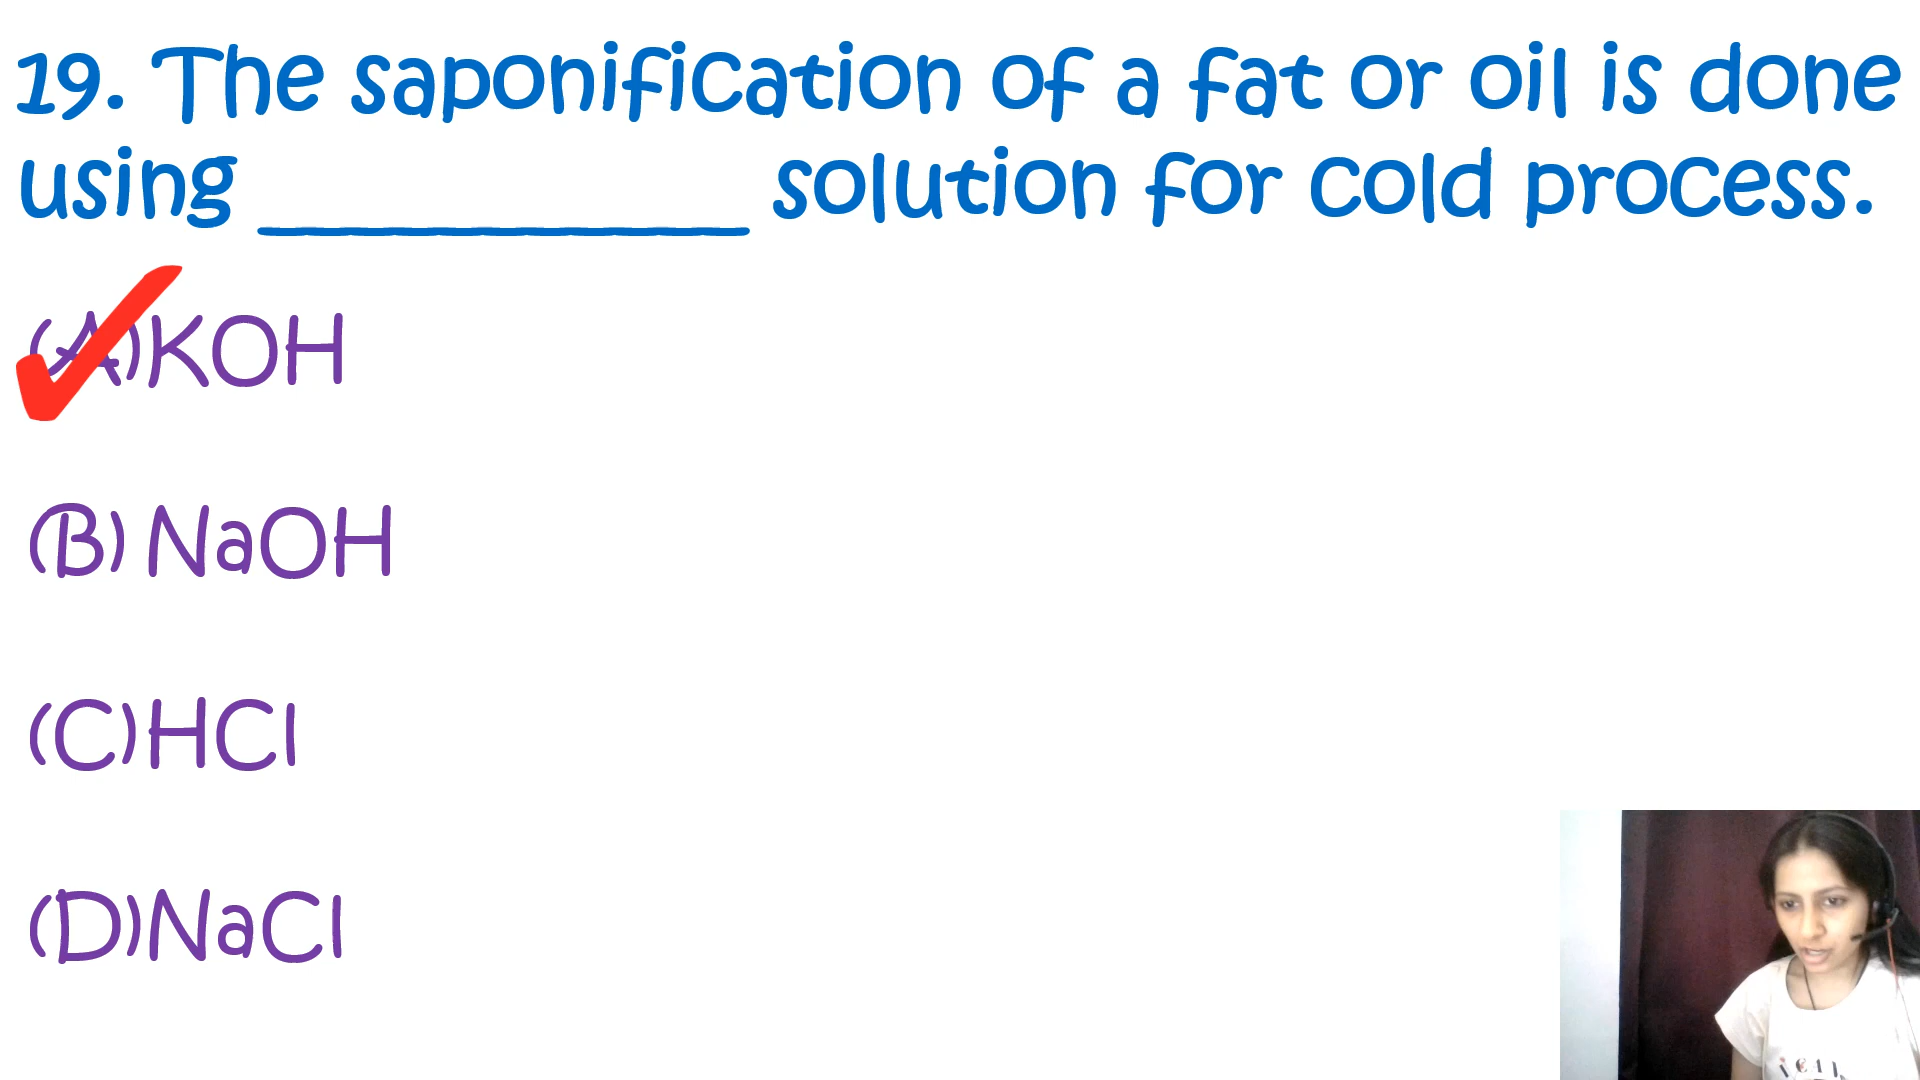 19. The saponification of a fat or oil is done
using ____________ solution for cold process.
(A) KOH
(B) NaOH
(C) HCl
(D) NaCl